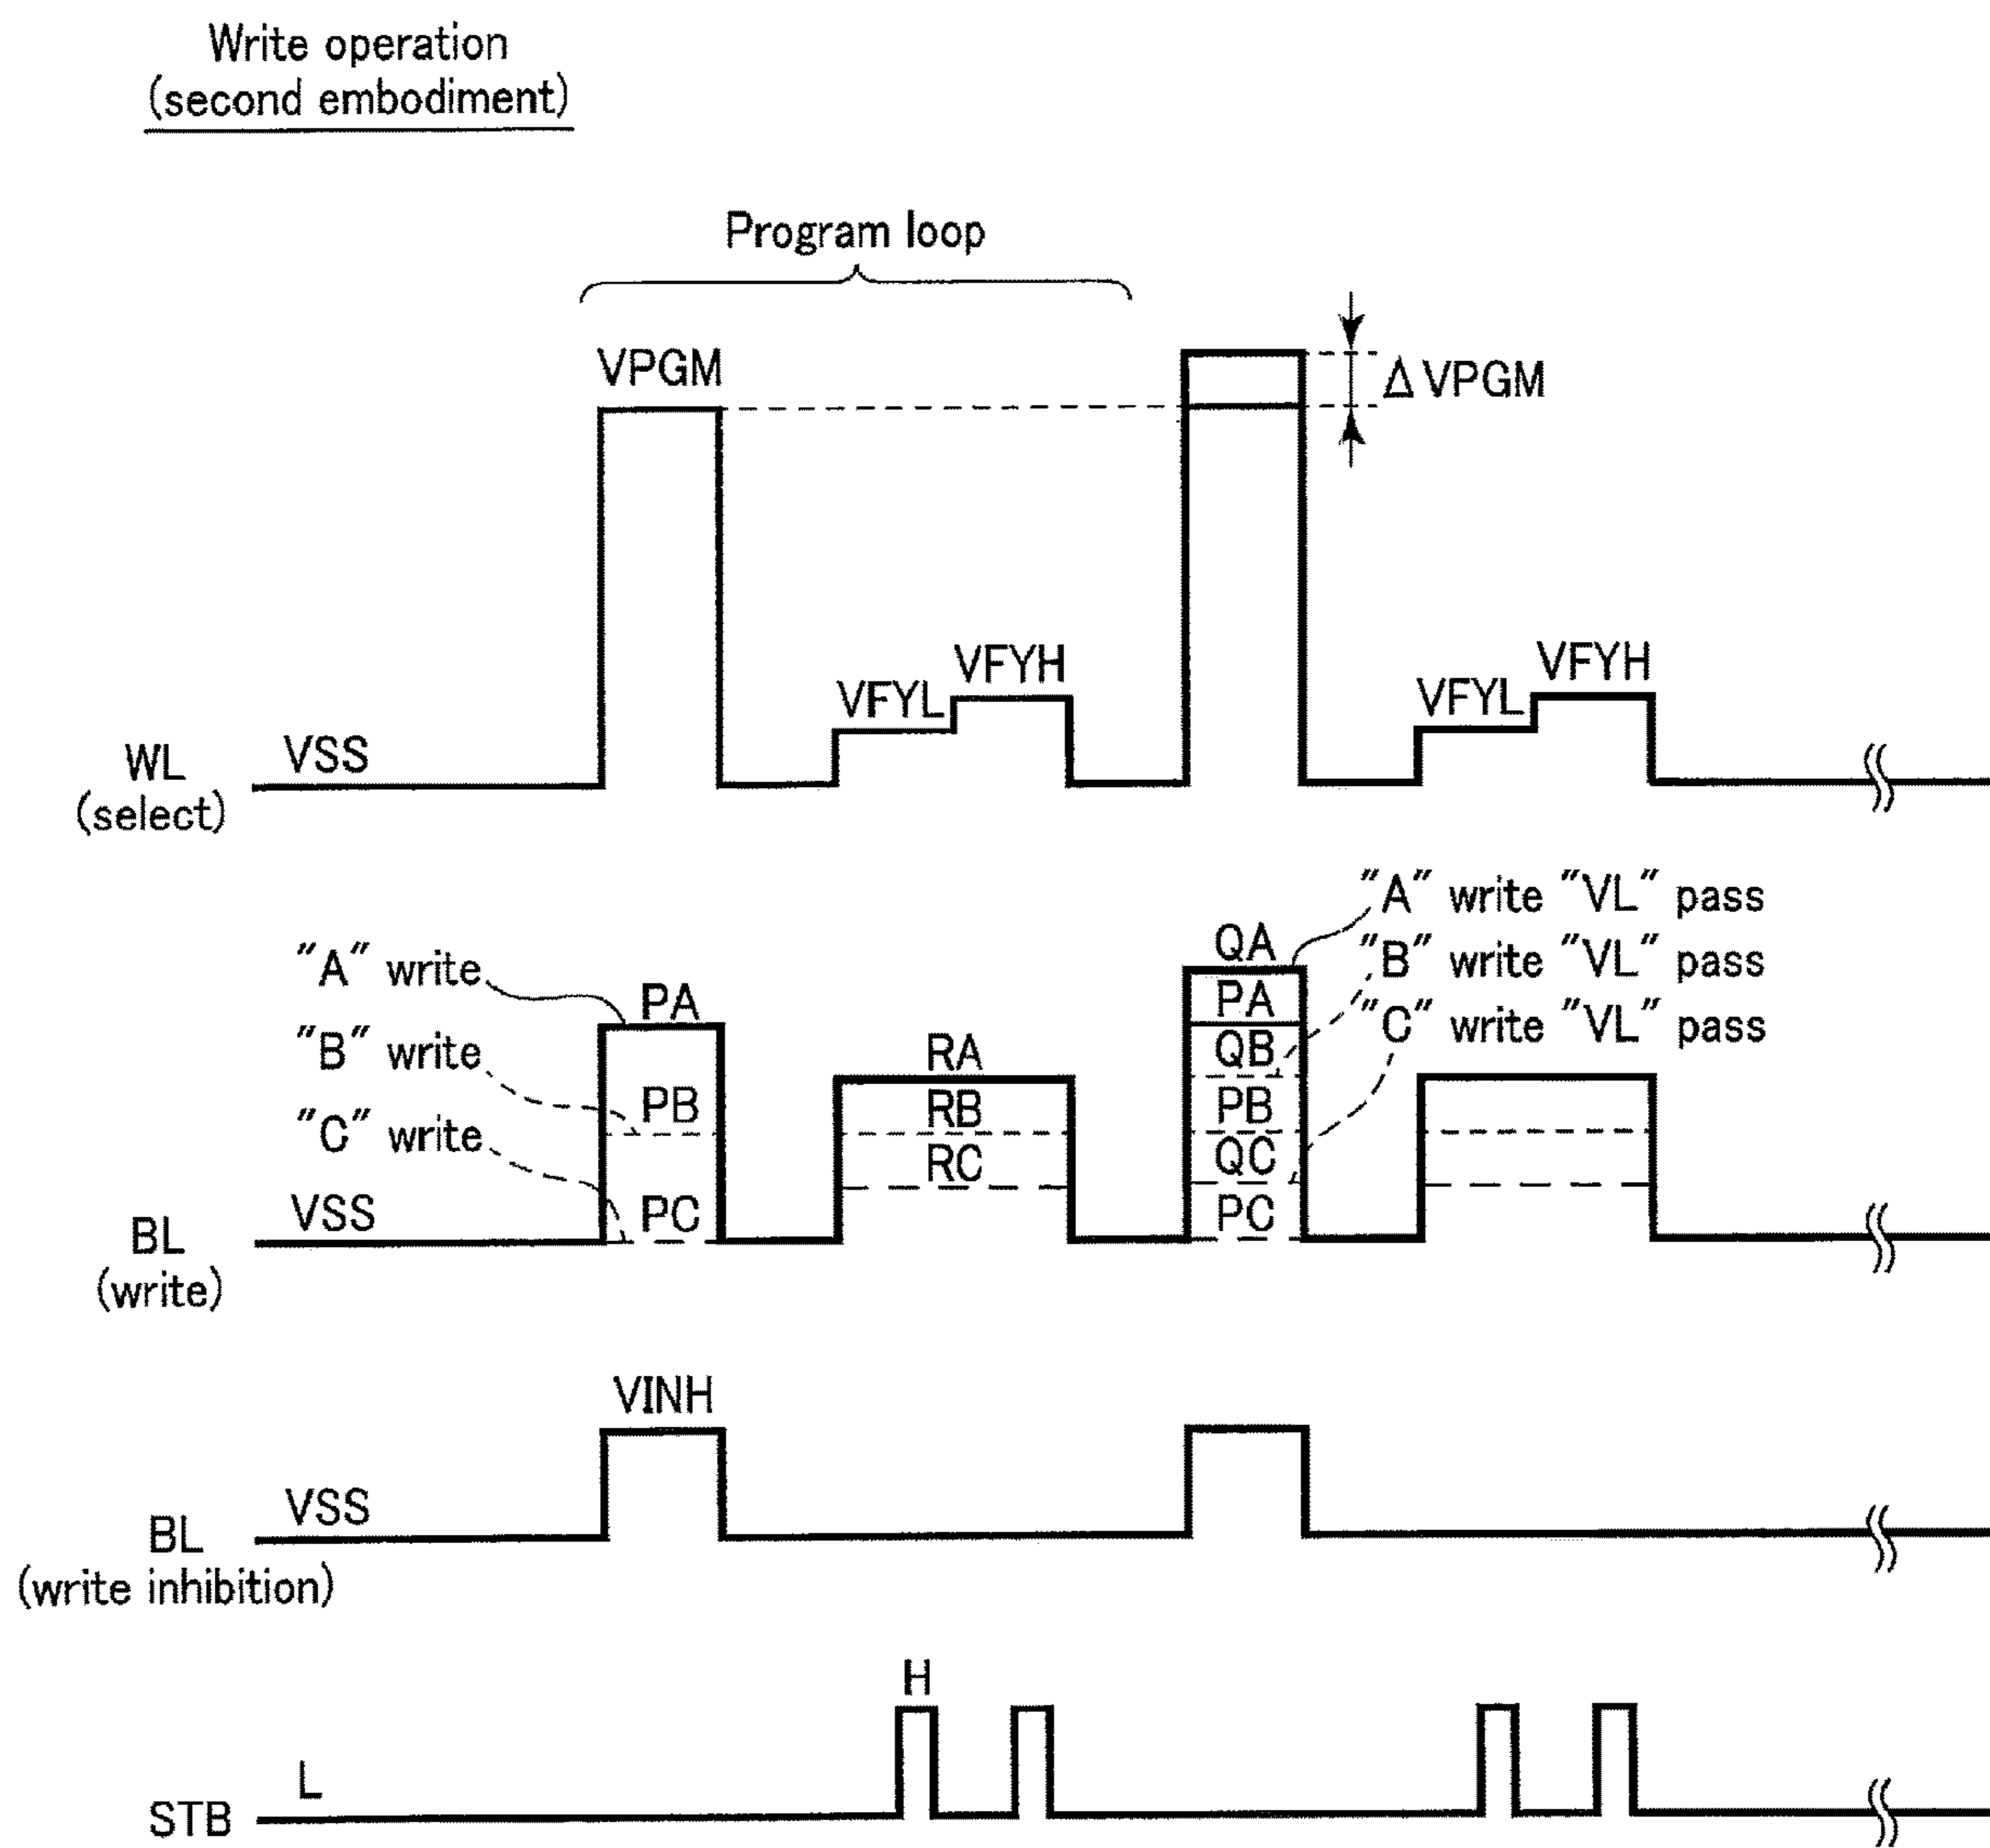 Write operation
(second embodiment)
Program loop
VPGM
Δ VPGM
VFYL
VFYH
VFYL
VFYH
WL
(select)
VSS
"A" write
"B" write
"C" write
PA
PB
PC
RA
RB
RC
QA
PA
QB
PB
QC
PC
"A" write "VL" pass
"B" write "VL" pass
"C" write "VL" pass
BL
(write)
VSS
VINH
BL
(write inhibition)
VSS
H
L
STB